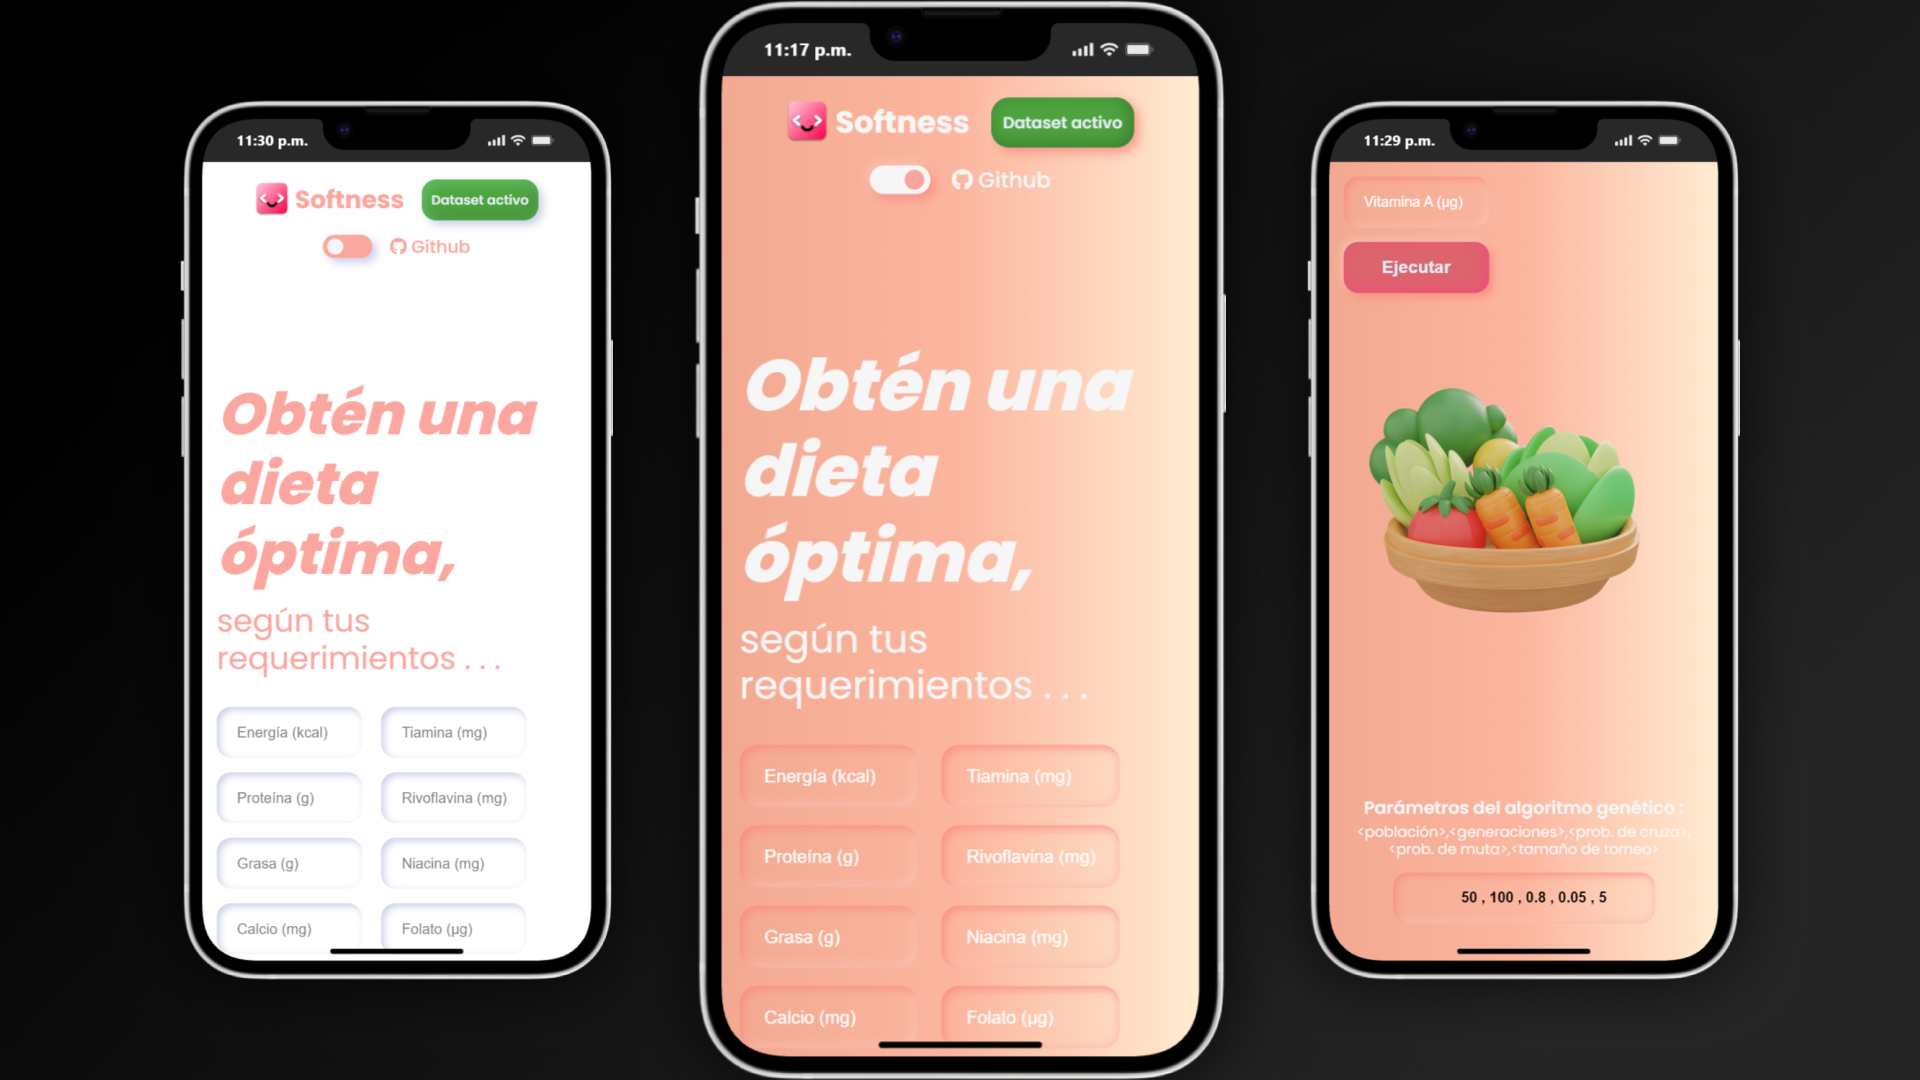 11:30 p.m.
Softness
Dataset activo
Github
Obtén una
dieta
óptima,
según tus
requerimientos . . .
Energía (kcal)
Tiamina (mg)
Proteína (g)
Rivoflavina (mg)
Grasa (g)
Niacina (mg)
Calcio (mg)
Folato (µg)
11:17 p.m.
Softness
Dataset activo
Github
Obtén una
dieta
óptima,
según tus
requerimientos . . .
Energía (kcal)
Tiamina (mg)
Proteína (g)
Rivoflavina (mg)
Grasa (g)
Niacina (mg)
Calcio (mg)
Folato (µg)
11:29 p.m.
Vitamina A (µg)
Ejecutar
Parámetros del algoritmo genético :
<población>,<generaciones>,<prob. de cruza>,
<prob. de muta>,<tamaño de torneo>
50 , 100 , 0.8 , 0.05 , 5